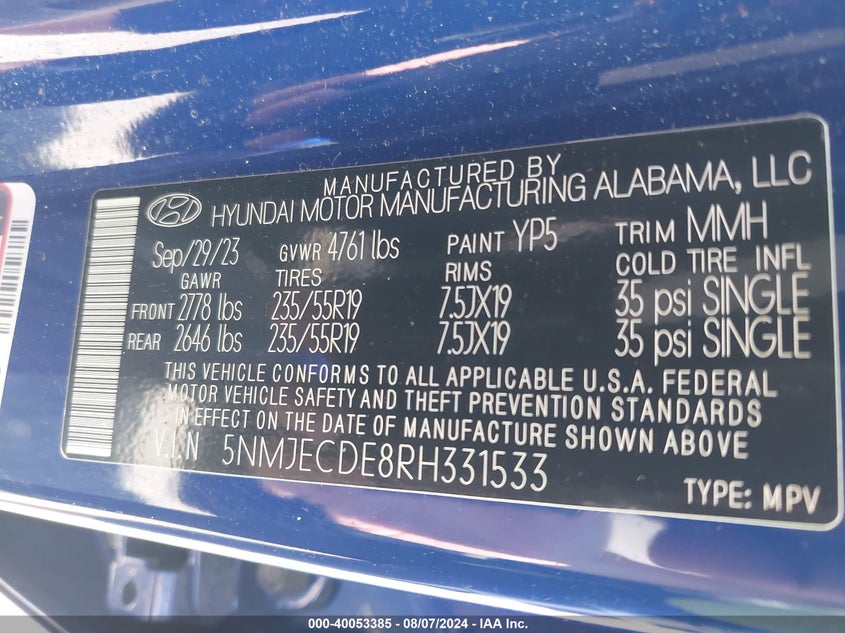 MANUFACTURED BY
HYUNDAI MOTOR MANUFACTURING ALABAMA, LLC
Sep/29/23 GVWR 4761 lbs PAINT YP5 TRIM MMH
GAWR TIRES RIMS COLD TIRE INFL
FRONT 2778 lbs 235/55R19 7.5JX19 35 psi SINGLE
REAR 2646 lbs 235/55R19 7.5JX19 35 psi SINGLE
THIS VEHICLE CONFORMS TO ALL APPLICABLE U.S.A. FEDERAL
MOTOR VEHICLE SAFETY AND THEFT PREVENTION STANDARDS
IN EFFECT ON THE DATE OF MANUFACTURE SHOWN ABOVE
V.I.N 5NMJECDE8RH331533
TYPE: MPV
000-40053385 - 08/07/2024 - IAA Inc.